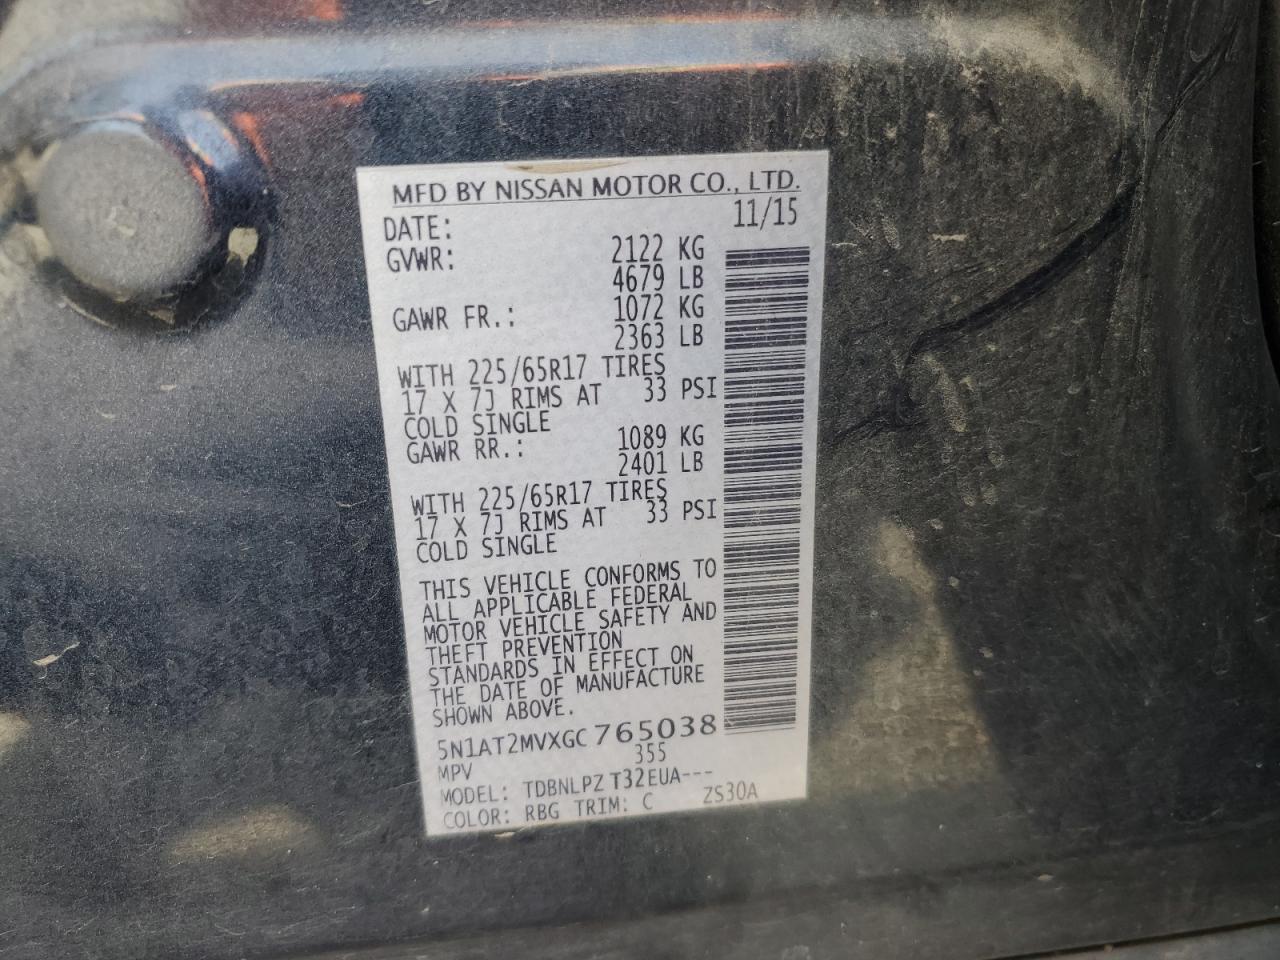 MFD BY NISSAN MOTOR CO., LTD.
DATE: 11/15
GVWR: 2122 KG
4679 LB
GAWR FR.: 1072 KG
2363 LB
WITH 225/65R17 TIRES
17 X 7J RIMS AT 33 PSI
COLD SINGLE
GAWR RR.: 1089 KG
2401 LB
WITH 225/65R17 TIRES
17 X 7J RIMS AT 33 PSI
COLD SINGLE
THIS VEHICLE CONFORMS TO
ALL APPLICABLE FEDERAL
MOTOR VEHICLE SAFETY AND
THEFT PREVENTION
STANDARDS IN EFFECT ON
THE DATE OF MANUFACTURE
SHOWN ABOVE.
5N1AT2MVXGC765038
MPV 355
MODEL: TDBNLPZ T32EUA---
COLOR: RBG TRIM: C ZS30A